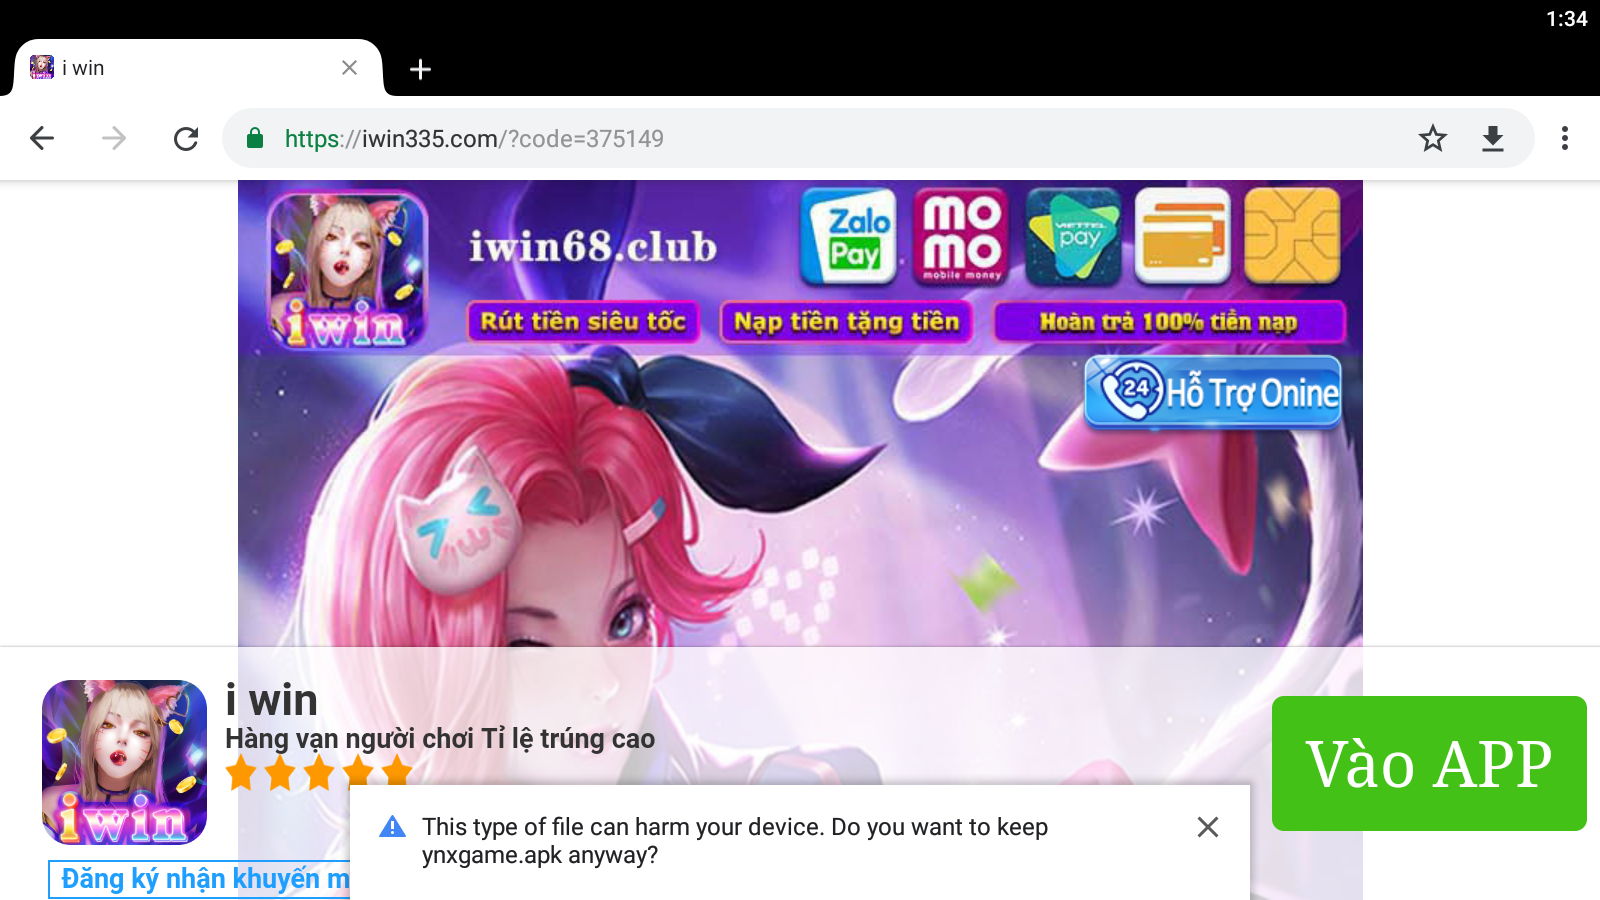 1:34
i win
https://iwin335.com/?code=375149
iwin68.club
Zalo
Pay
mo
mo
mobile money
VIETTEL
pay
i win
Rút tiền siêu tốc
Nạp tiền tặng tiền
Hoàn trả 100% tiền nạp
24 Hỗ Trợ Onine
i win
Hàng vạn người chơi Tỉ lệ trúng cao
i win
Vào APP
This type of file can harm your device. Do you want to keep
ynxgame.apk anyway?
Đăng ký nhận khuyến m